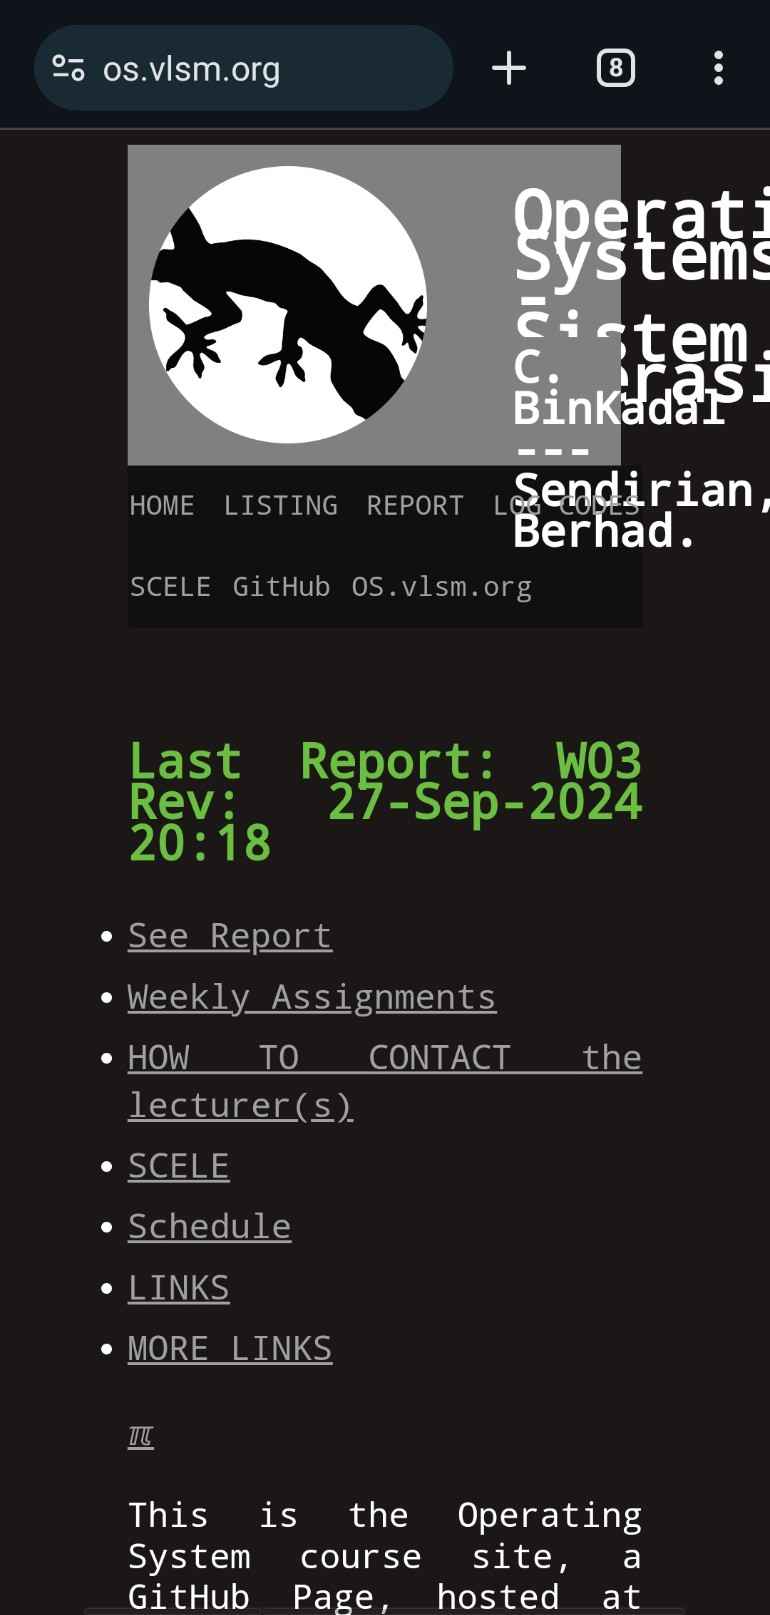 os.vlsm.org
8
Operati
Systems
-
Sistem
erasi
C.
BinKadal
---
Sendirian,
Berhad.
HOME LISTING REPORT LOG CODES
SCELE GitHub OS.vlsm.org
Last Report: W03
Rev: 27-Sep-2024
20:18
See Report
Weekly Assignments
HOW TO CONTACT the
lecturer(s)
SCELE
Schedule
LINKS
MORE LINKS
ℼ
This is the Operating
System course site, a
GitHub Page, hosted at